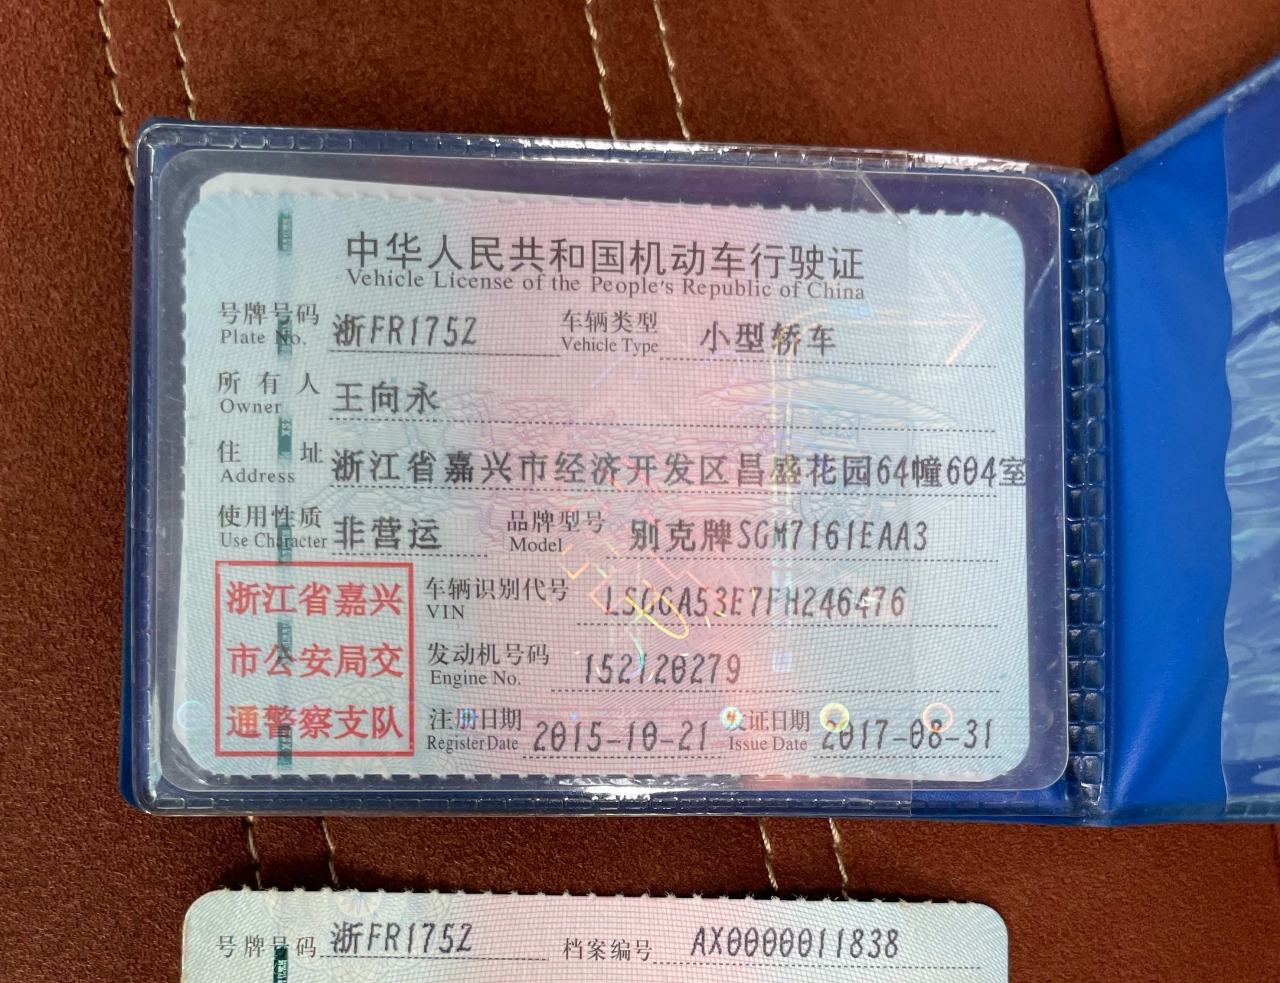 中华人民共和国机动车行驶证
Vehicle License of the People's Republic of China
号牌号码 浙FR175Z 车辆类型 小型轿车
Plate No. Vehicle Type
所有人 王向永
Owner
住址 浙江省嘉兴市经济开发区昌盛花园64幢604室
Address
使用性质 非营运 品牌型号 别克牌SGM7161EAA3
Use Character Model
浙江省嘉兴
市公安局交
通警察支队
车辆识别代号 LSGGA53E7FH246476
VIN
发动机号码 152120279
Engine No.
注册日期 2015-10-21 发证日期 2017-08-31
Register Date Issue Date
号牌号码 浙FR175Z 档案编号 AX0000011838